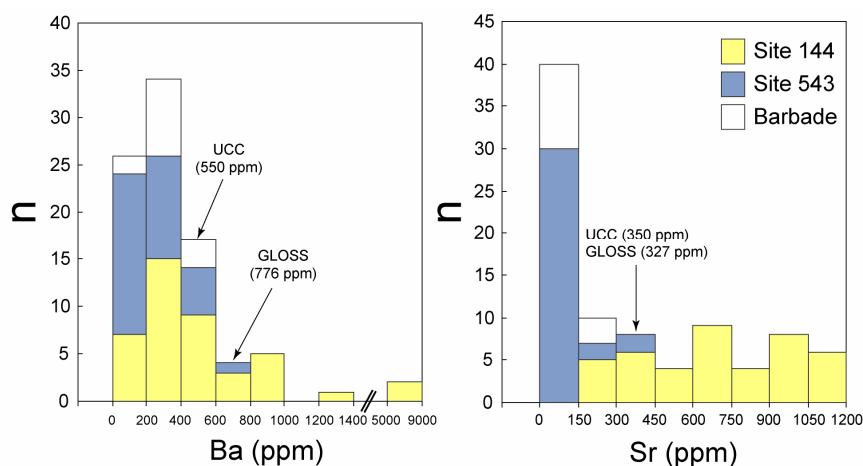 40
35
30
25
20
15
10
5
0
n
UCC
(550 ppm)
GLOSS
(776 ppm)
0 200 400 600 800 1000 1200 1400 5000 9000
Ba (ppm)
45
40
35
30
25
20
15
10
5
0
n
Site 144
Site 543
Barbade
UCC (350 ppm)
GLOSS (327 ppm)
0 150 300 450 600 750 900 1050 1200
Sr (ppm)